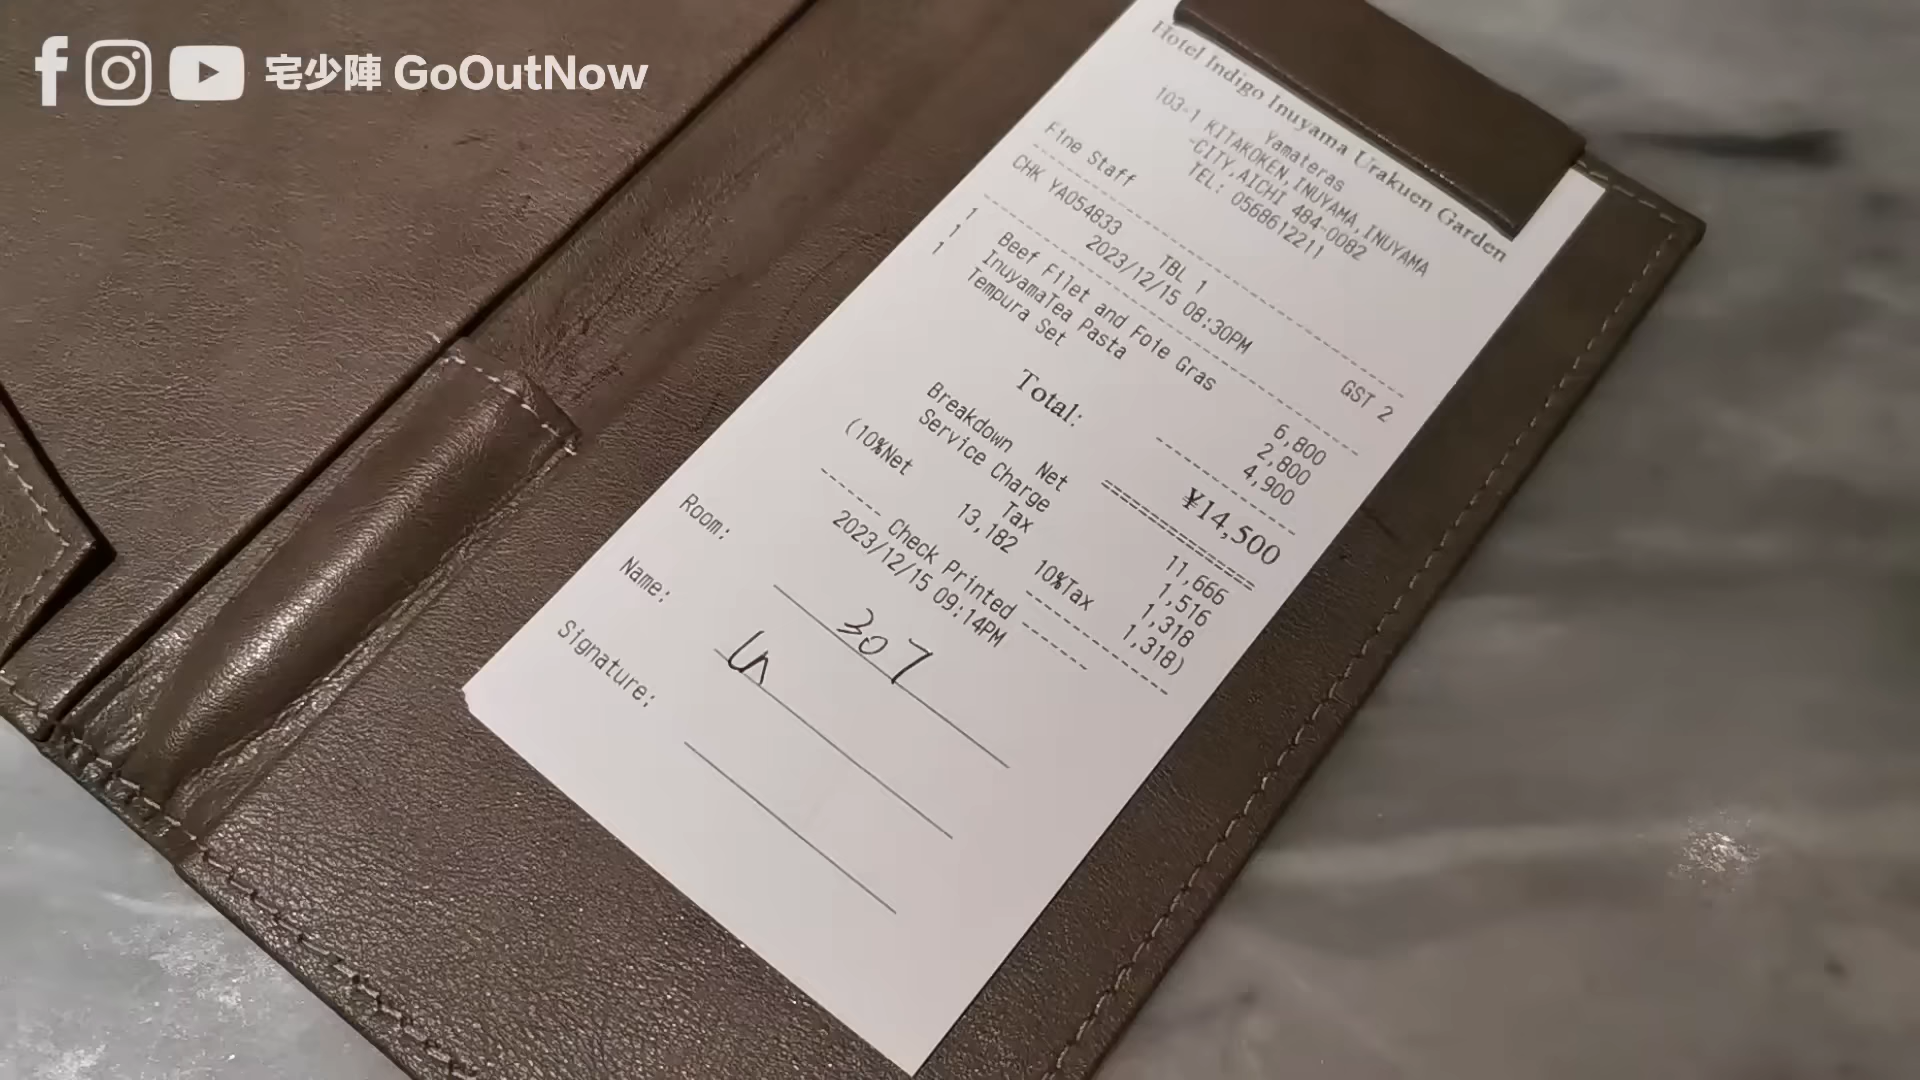 宅少陣 GoOutNow
Hotel Indigo Inuyama Urakuen Garden
Yamateras
103-1 KITAKOKEN, INUYAMA, INUYAMA
-CITY, AICHI 484-0082
TEL: 0568612211
Fine Staff
CHK YA054833 TBL 1 GST 2
2023/12/15 08:30PM
1 Beef Filet and Foie Gras 6,800
1 InuyamaTea Pasta 2,800
1 Tempura Set 4,900
Total: ¥14,500
Breakdown Net 11,666
Service Charge 1,516
Tax 1,318
(10%Net 13,182 10%Tax 1,318)
----- Check Printed -----
2023/12/15 09:14PM
Room: 307
Name:
Signature: